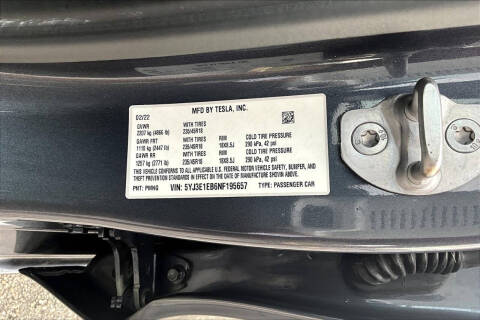 MFD BY TESLA, INC.
02/22
GVWR WITH TIRES
2207 kg (4866 lb) 235/45R18
GAWR FRT WITH TIRES RIM COLD TIRE PRESSURE
1110 kg (2447 lb) 235/45R18 18X8.5J 290 kPa, 42 psi
GAWR RR WITH TIRES RIM COLD TIRE PRESSURE
1257 kg (2771 lb) 235/45R18 18X8.5J 290 kPa, 42 psi
THIS VEHICLE CONFORMS TO ALL APPLICABLE U.S. FEDERAL MOTOR VEHICLE SAFETY, BUMPER, AND
THEFT PREVENTION STANDARDS IN EFFECT ON THE DATE OF MANUFACTURE SHOWN ABOVE.
PNT: PMNG VIN: 5YJ3E1EB6NF195657 TYPE: PASSENGER CAR